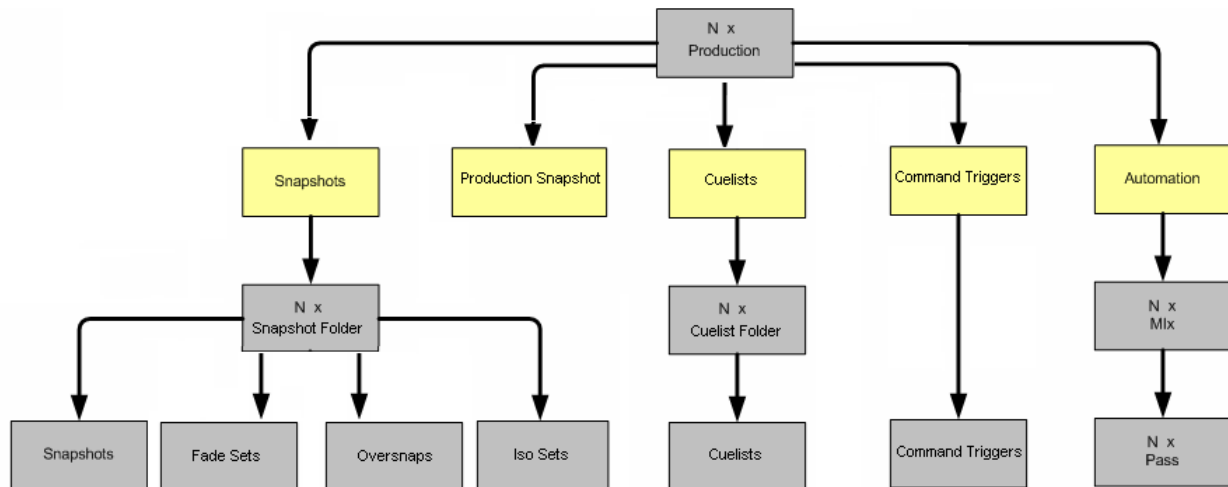 N x
Production
Snapshots
Production Snapshot
Cuelists
Command Triggers
Automation
N x
Snapshot Folder
N x
Cuelist Folder
N x
MIx
Snapshots
Fade Sets
Oversnaps
Iso Sets
Cuelists
Command Triggers
N x
Pass